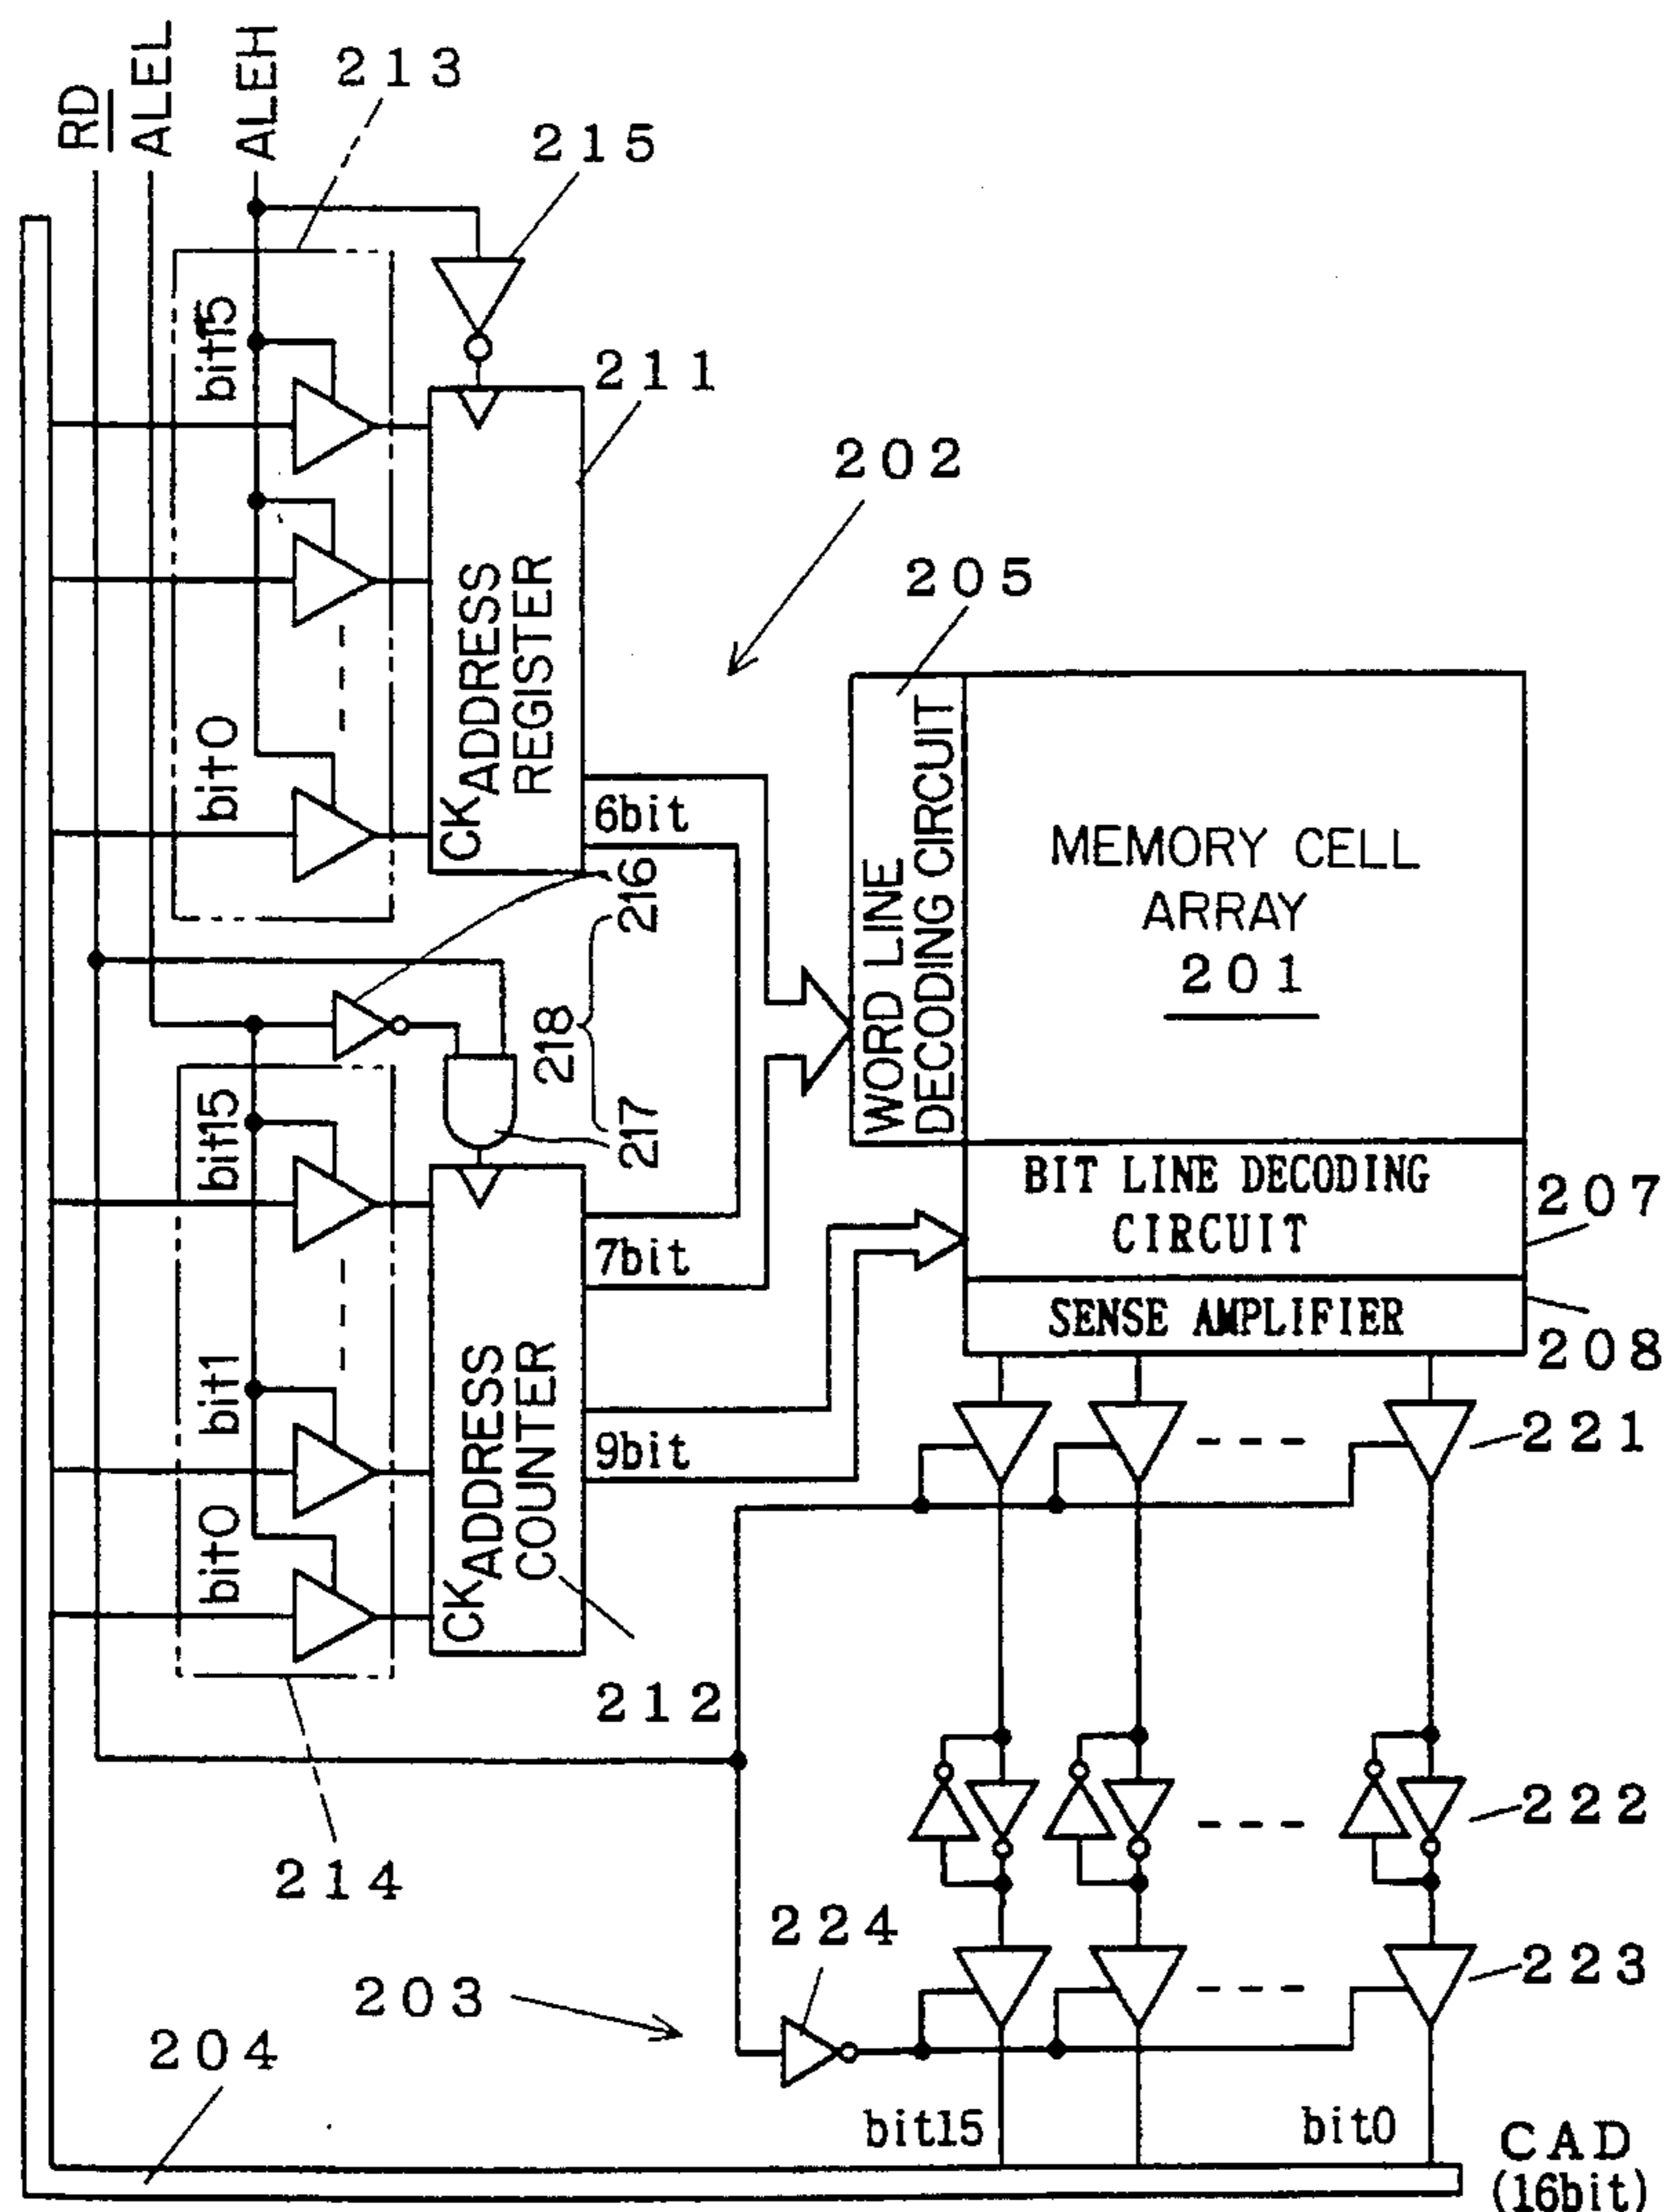 RD
ALEL
ALEH
213
215
bit15
211
202
205
ADDRESS
REGISTER
CK
bit0
6bit
WORD LINE
DECODING CIRCUIT
MEMORY CELL
ARRAY
201
216
218
217
bit15
BIT LINE DECODING
CIRCUIT
207
7bit
SENSE AMPLIFIER
208
bit1
ADDRESS
COUNTER
CK
9bit
221
bit0
212
214
222
224
203
223
204
bit15
bit0
CAD
(16bit)